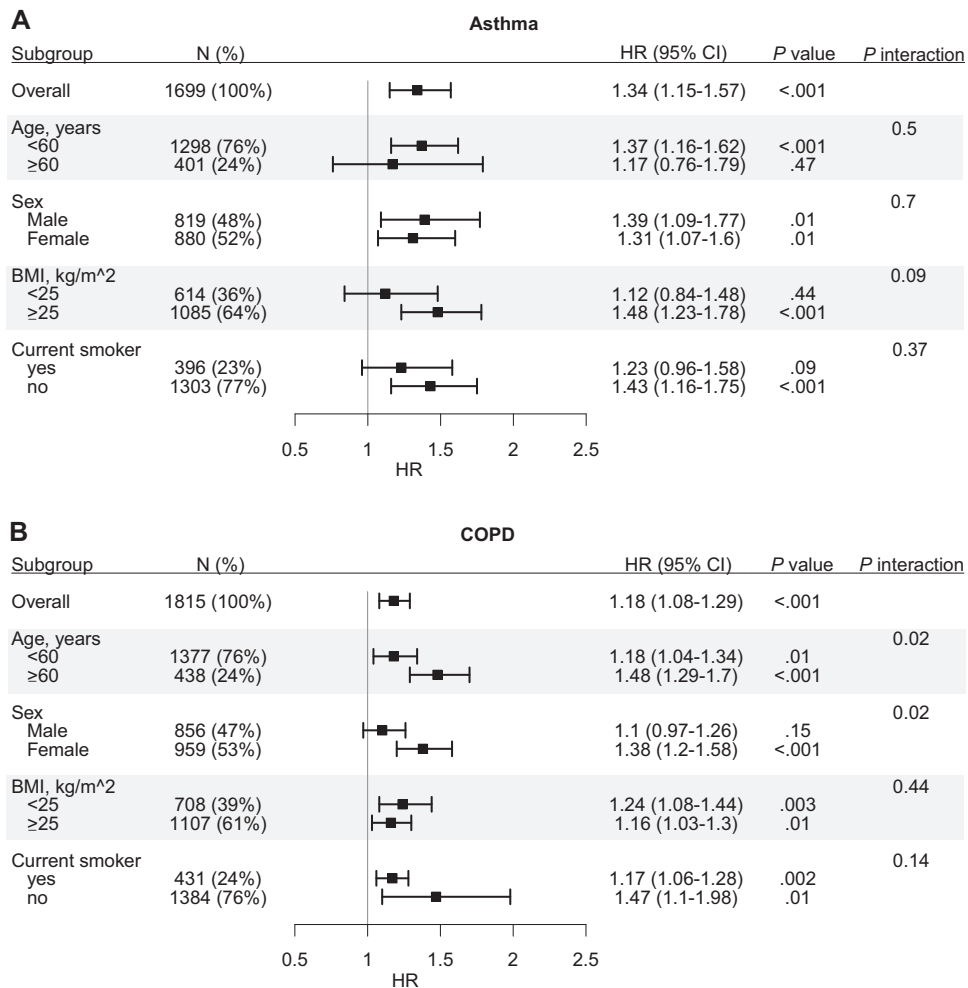 A
Asthma
Subgroup N (%) HR (95% CI) P value P interaction
Overall 1699 (100%) 1.34 (1.15-1.57) <.001
Age, years 0.5
<60 1298 (76%) 1.37 (1.16-1.62) <.001
≥60 401 (24%) 1.17 (0.76-1.79) .47
Sex 0.7
Male 819 (48%) 1.39 (1.09-1.77) .01
Female 880 (52%) 1.31 (1.07-1.6) .01
BMI, kg/m^2 0.09
<25 614 (36%) 1.12 (0.84-1.48) .44
≥25 1085 (64%) 1.48 (1.23-1.78) <.001
Current smoker 0.37
yes 396 (23%) 1.23 (0.96-1.58) .09
no 1303 (77%) 1.43 (1.16-1.75) <.001
0.5 1 1.5 2 2.5
HR
B
COPD
Subgroup N (%) HR (95% CI) P value P interaction
Overall 1815 (100%) 1.18 (1.08-1.29) <.001
Age, years 0.02
<60 1377 (76%) 1.18 (1.04-1.34) .01
≥60 438 (24%) 1.48 (1.29-1.7) <.001
Sex 0.02
Male 856 (47%) 1.1 (0.97-1.26) .15
Female 959 (53%) 1.38 (1.2-1.58) <.001
BMI, kg/m^2 0.44
<25 708 (39%) 1.24 (1.08-1.44) .003
≥25 1107 (61%) 1.16 (1.03-1.3) .01
Current smoker 0.14
yes 431 (24%) 1.17 (1.06-1.28) .002
no 1384 (76%) 1.47 (1.1-1.98) .01
0.5 1 1.5 2 2.5
HR